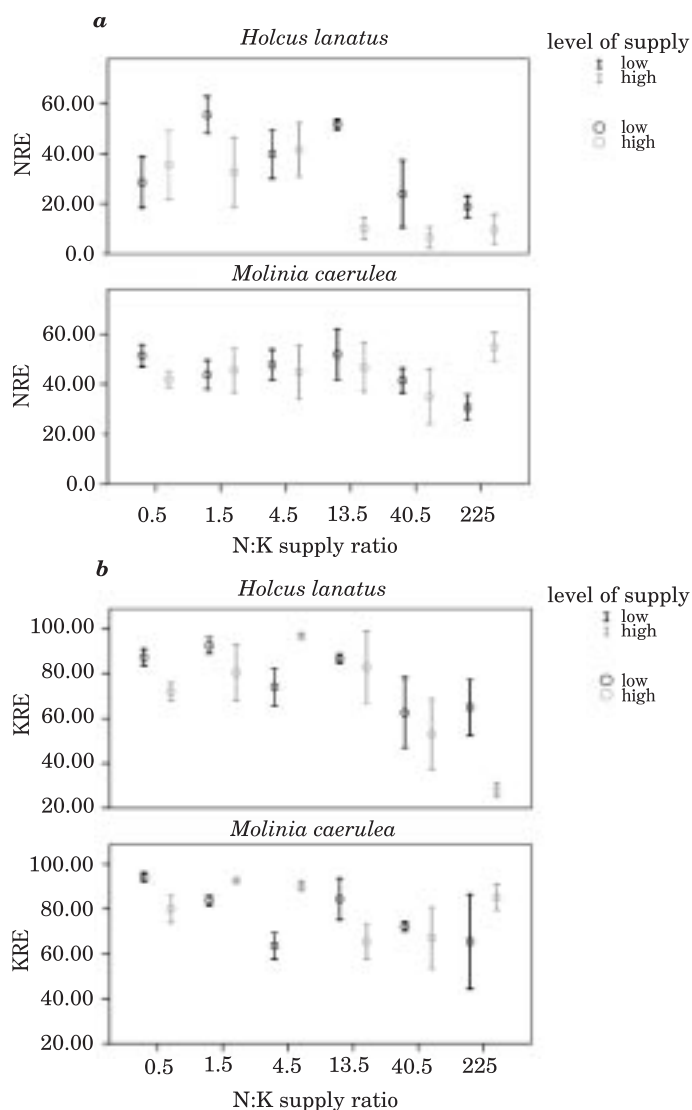 a
Holcus lanatus
level of supply
low
high
low
high
NRE
60.00
40.00
20.00
0.0
Molinia caerulea
NRE
60.00
40.00
20.00
0.0
0.5 1.5 4.5 13.5 40.5 225
N:K supply ratio
b
Holcus lanatus
level of supply
low
high
low
high
KRE
100.00
80.00
60.00
40.00
20.00
Molinia caerulea
KRE
100.00
80.00
60.00
40.00
20.00
0.5 1.5 4.5 13.5 40.5 225
N:K supply ratio